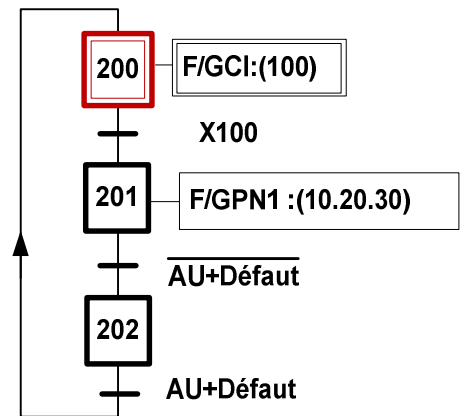 200 F/GCI:(100)
X100
201 F/GPN1 :(10.20.30)
AU+Défaut
202
AU+Défaut